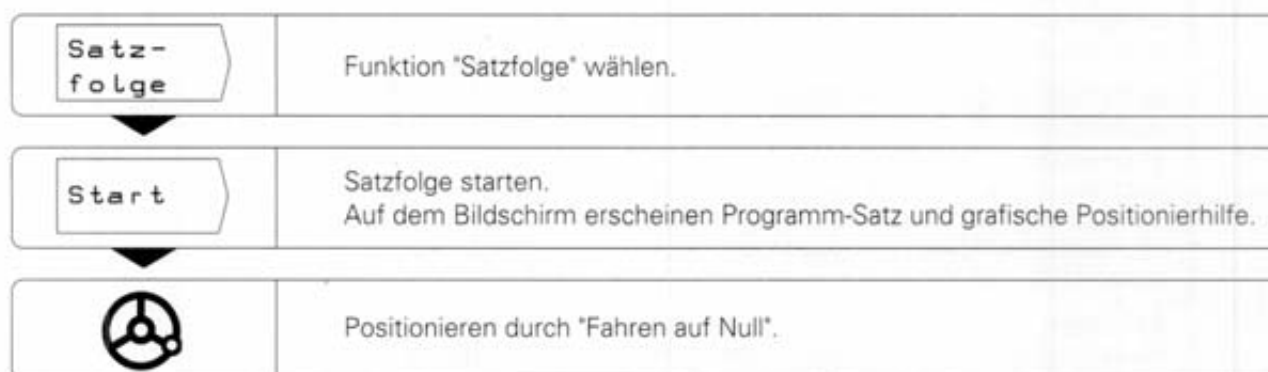 Satz-
folge
Funktion "Satzfolge" wählen.
Start
Satzfolge starten.
Auf dem Bildschirm erscheinen Programm-Satz und grafische Positionierhilfe.
Positionieren durch "Fahren auf Null".